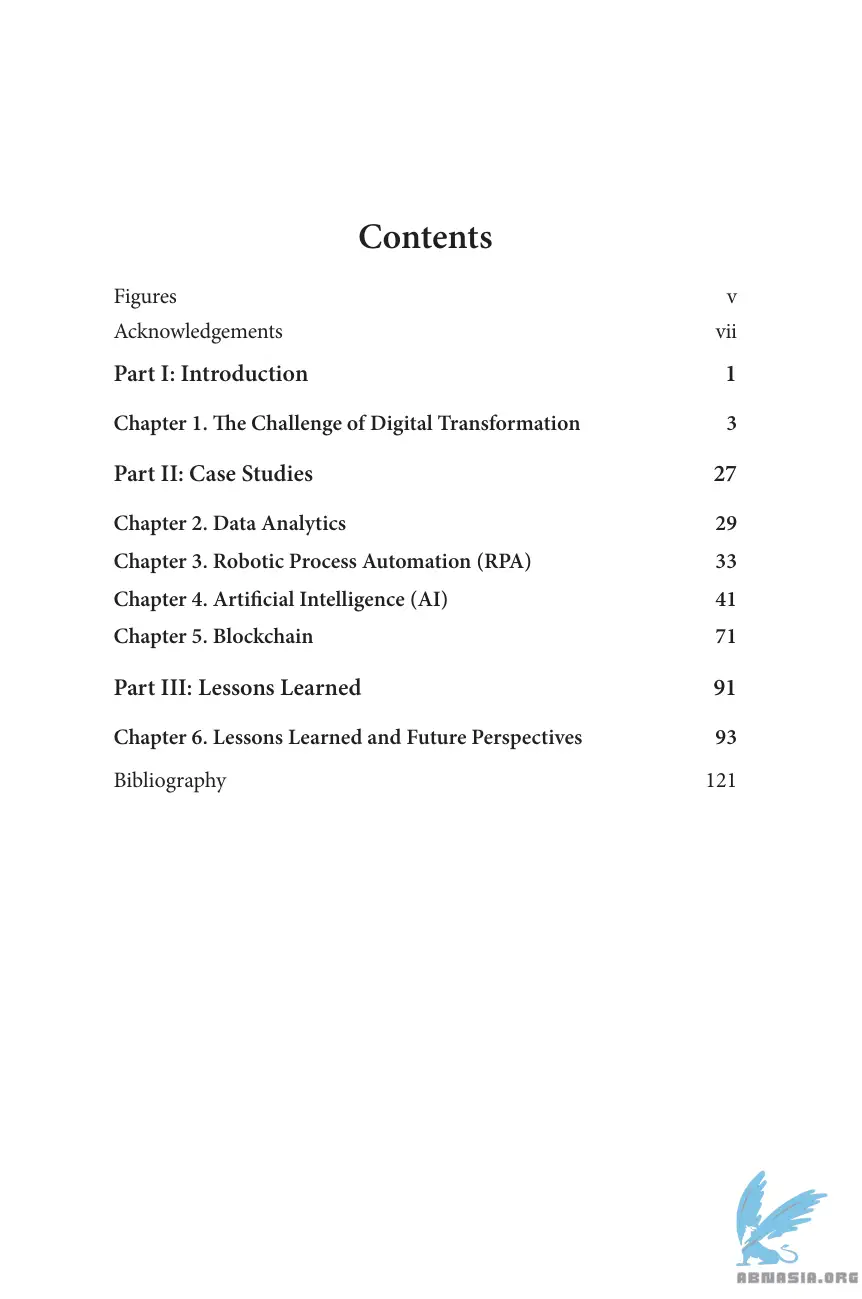 Contents
Figures v
Acknowledgements vii
Part I: Introduction 1
Chapter 1. The Challenge of Digital Transformation 3
Part II: Case Studies 27
Chapter 2. Data Analytics 29
Chapter 3. Robotic Process Automation (RPA) 33
Chapter 4. Artificial Intelligence (AI) 41
Chapter 5. Blockchain 71
Part III: Lessons Learned 91
Chapter 6. Lessons Learned and Future Perspectives 93
Bibliography 121
ABNASIA.ORG